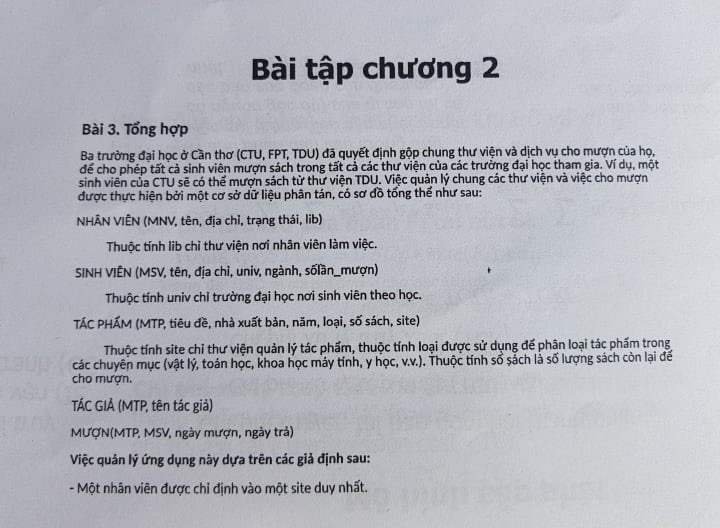 Bài tập chương 2
Bài 3. Tổng hợp
Ba trường đại học ở Cần thơ (CTU, FPT, TDU) đã quyết định gộp chung thư viện và dịch vụ cho mượn của họ,
để cho phép tất cả sinh viên mượn sách trong tất cả các thư viện của các trường đại học tham gia. Ví dụ, một
sinh viên của CTU sẽ có thể mượn sách từ thư viện TDU. Việc quản lý chung các thư viện và việc cho mượn
được thực hiện bởi một cơ sở dữ liệu phân tán, có sơ đồ tổng thể như sau:
NHÂN VIÊN (MNV, tên, địa chỉ, trạng thái, lib)
Thuộc tính lib chỉ thư viện nơi nhân viên làm việc.
SINH VIÊN (MSV, tên, địa chỉ, univ, ngành, sốlần_mượn)
Thuộc tính univ chỉ trường đại học nơi sinh viên theo học.
TÁC PHẨM (MTP, tiêu đề, nhà xuất bản, năm, loại, số sách, site)
Thuộc tính site chỉ thư viện quản lý tác phẩm, thuộc tính loại được sử dụng để phân loại tác phẩm trong
các chuyên mục (vật lý, toán học, khoa học máy tính, y học, v.v.). Thuộc tính số sách là số lượng sách còn lại để
cho mượn.
TÁC GIẢ (MTP, tên tác giả)
MƯỢN(MTP, MSV, ngày mượn, ngày trả)
Việc quản lý ứng dụng này dựa trên các giả định sau:
- Một nhân viên được chỉ định vào một site duy nhất.